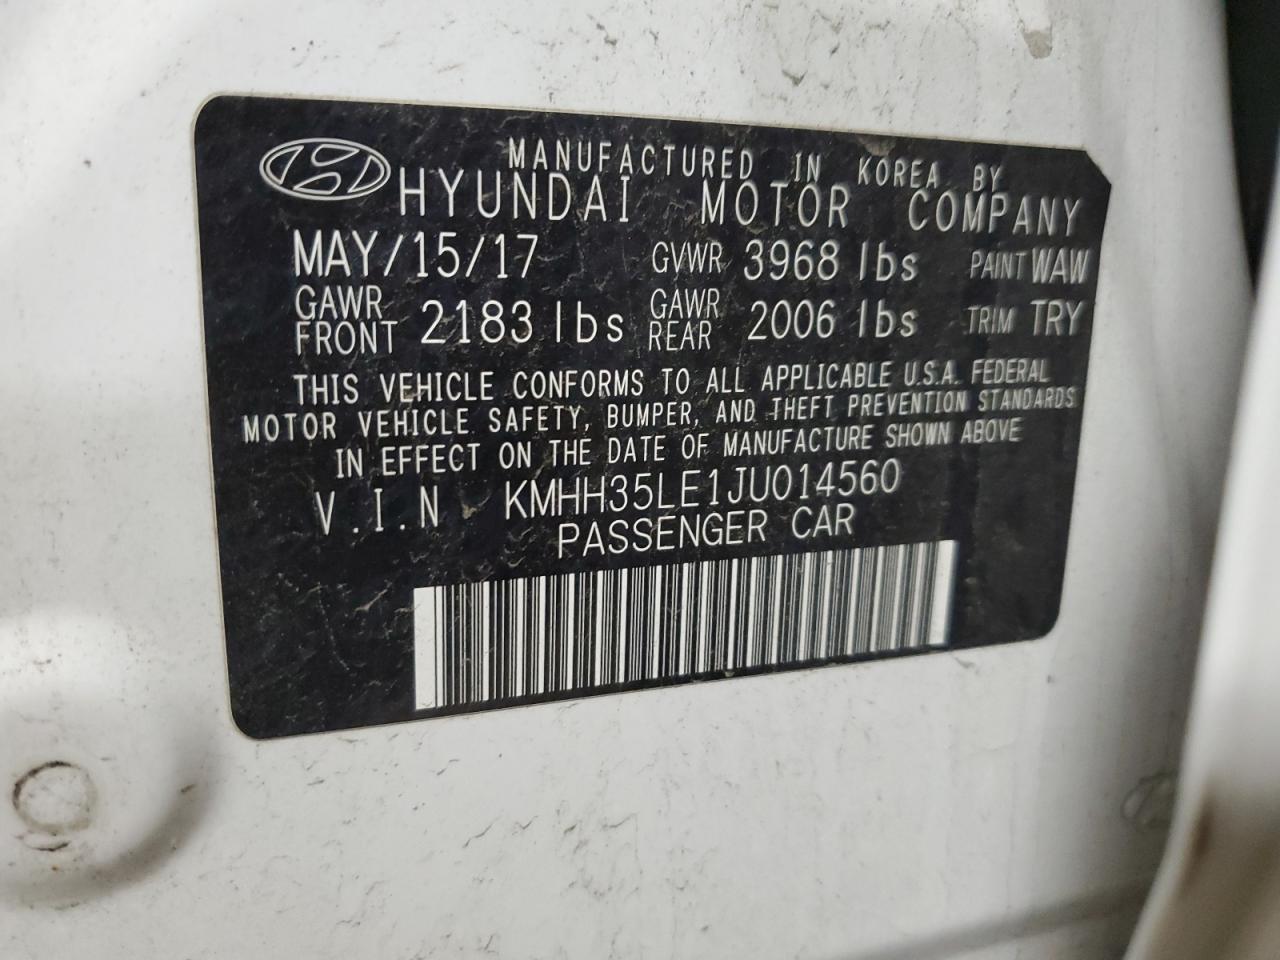 MANUFACTURED IN KOREA BY
HYUNDAI MOTOR COMPANY
MAY/15/17 GVWR 3968 lbs PAINT WAW
GAWR FRONT 2183 lbs GAWR REAR 2006 lbs TRIM TRY
THIS VEHICLE CONFORMS TO ALL APPLICABLE U.S.A. FEDERAL
MOTOR VEHICLE SAFETY, BUMPER, AND THEFT PREVENTION STANDARDS
IN EFFECT ON THE DATE OF MANUFACTURE SHOWN ABOVE
V.I.N KMHH35LE1JU014560
PASSENGER CAR